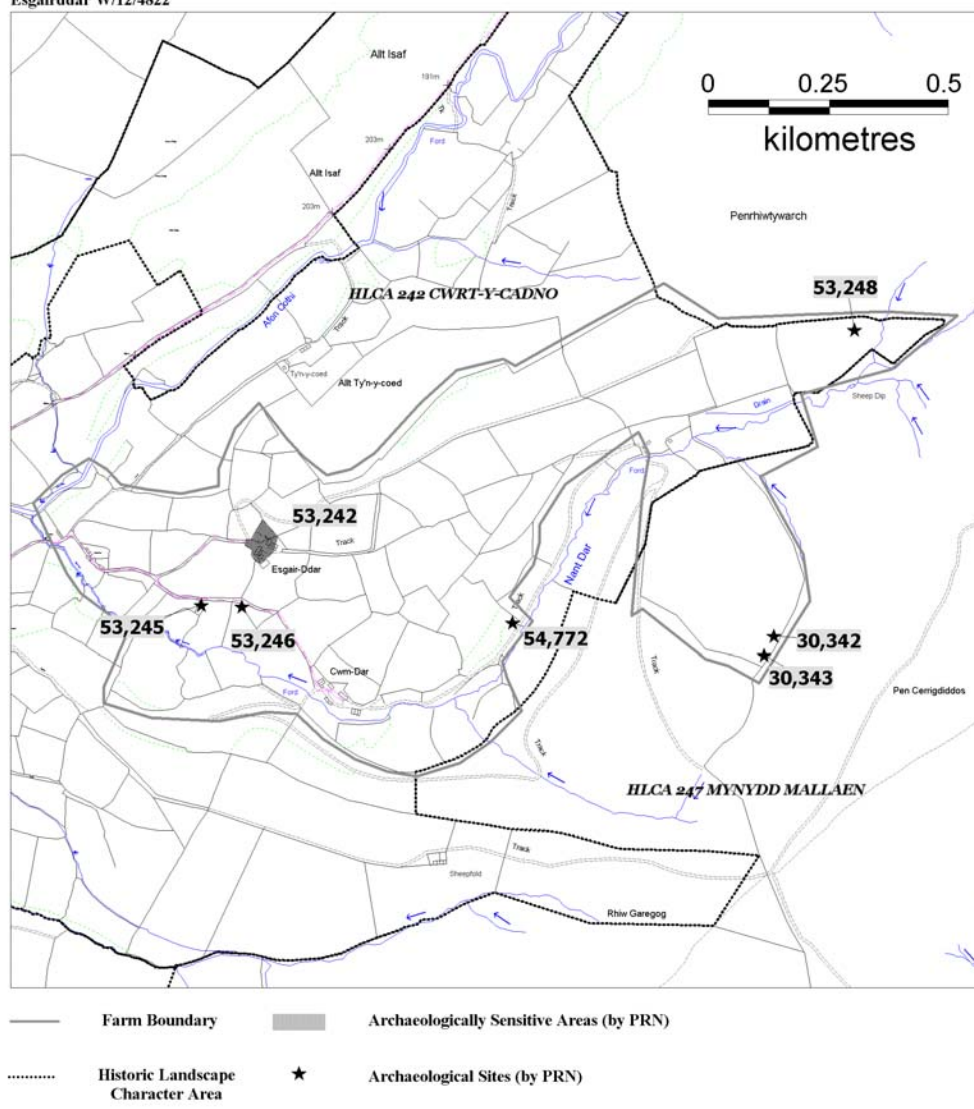 Esgairddar W/12/4822
Allt Isaf
191m
0 0.25 0.5
kilometres
Ford
203m
Allt Isaf
203m
Track
Penrhiwtywarch
HLCA 242 CWRT-Y-CADNO
53,248
Afon Cothi
Track
Ty'n-y-coed
Allt Ty'n-y-coed
Sheep Dip
Drain
Ford
53,242
Track
Esgair-Ddar
Nant Dar
Track
53,245
53,246
54,772
30,342
30,343
Cwm-Dar
Ford
Track
Track
Pen Cerrigdiddos
HLCA 247 MYNYDD MALLAEN
Track
Sheepfold
Rhiw Garegog
Farm Boundary
Archaeologically Sensitive Areas (by PRN)
Historic Landscape
Character Area
Archaeological Sites (by PRN)